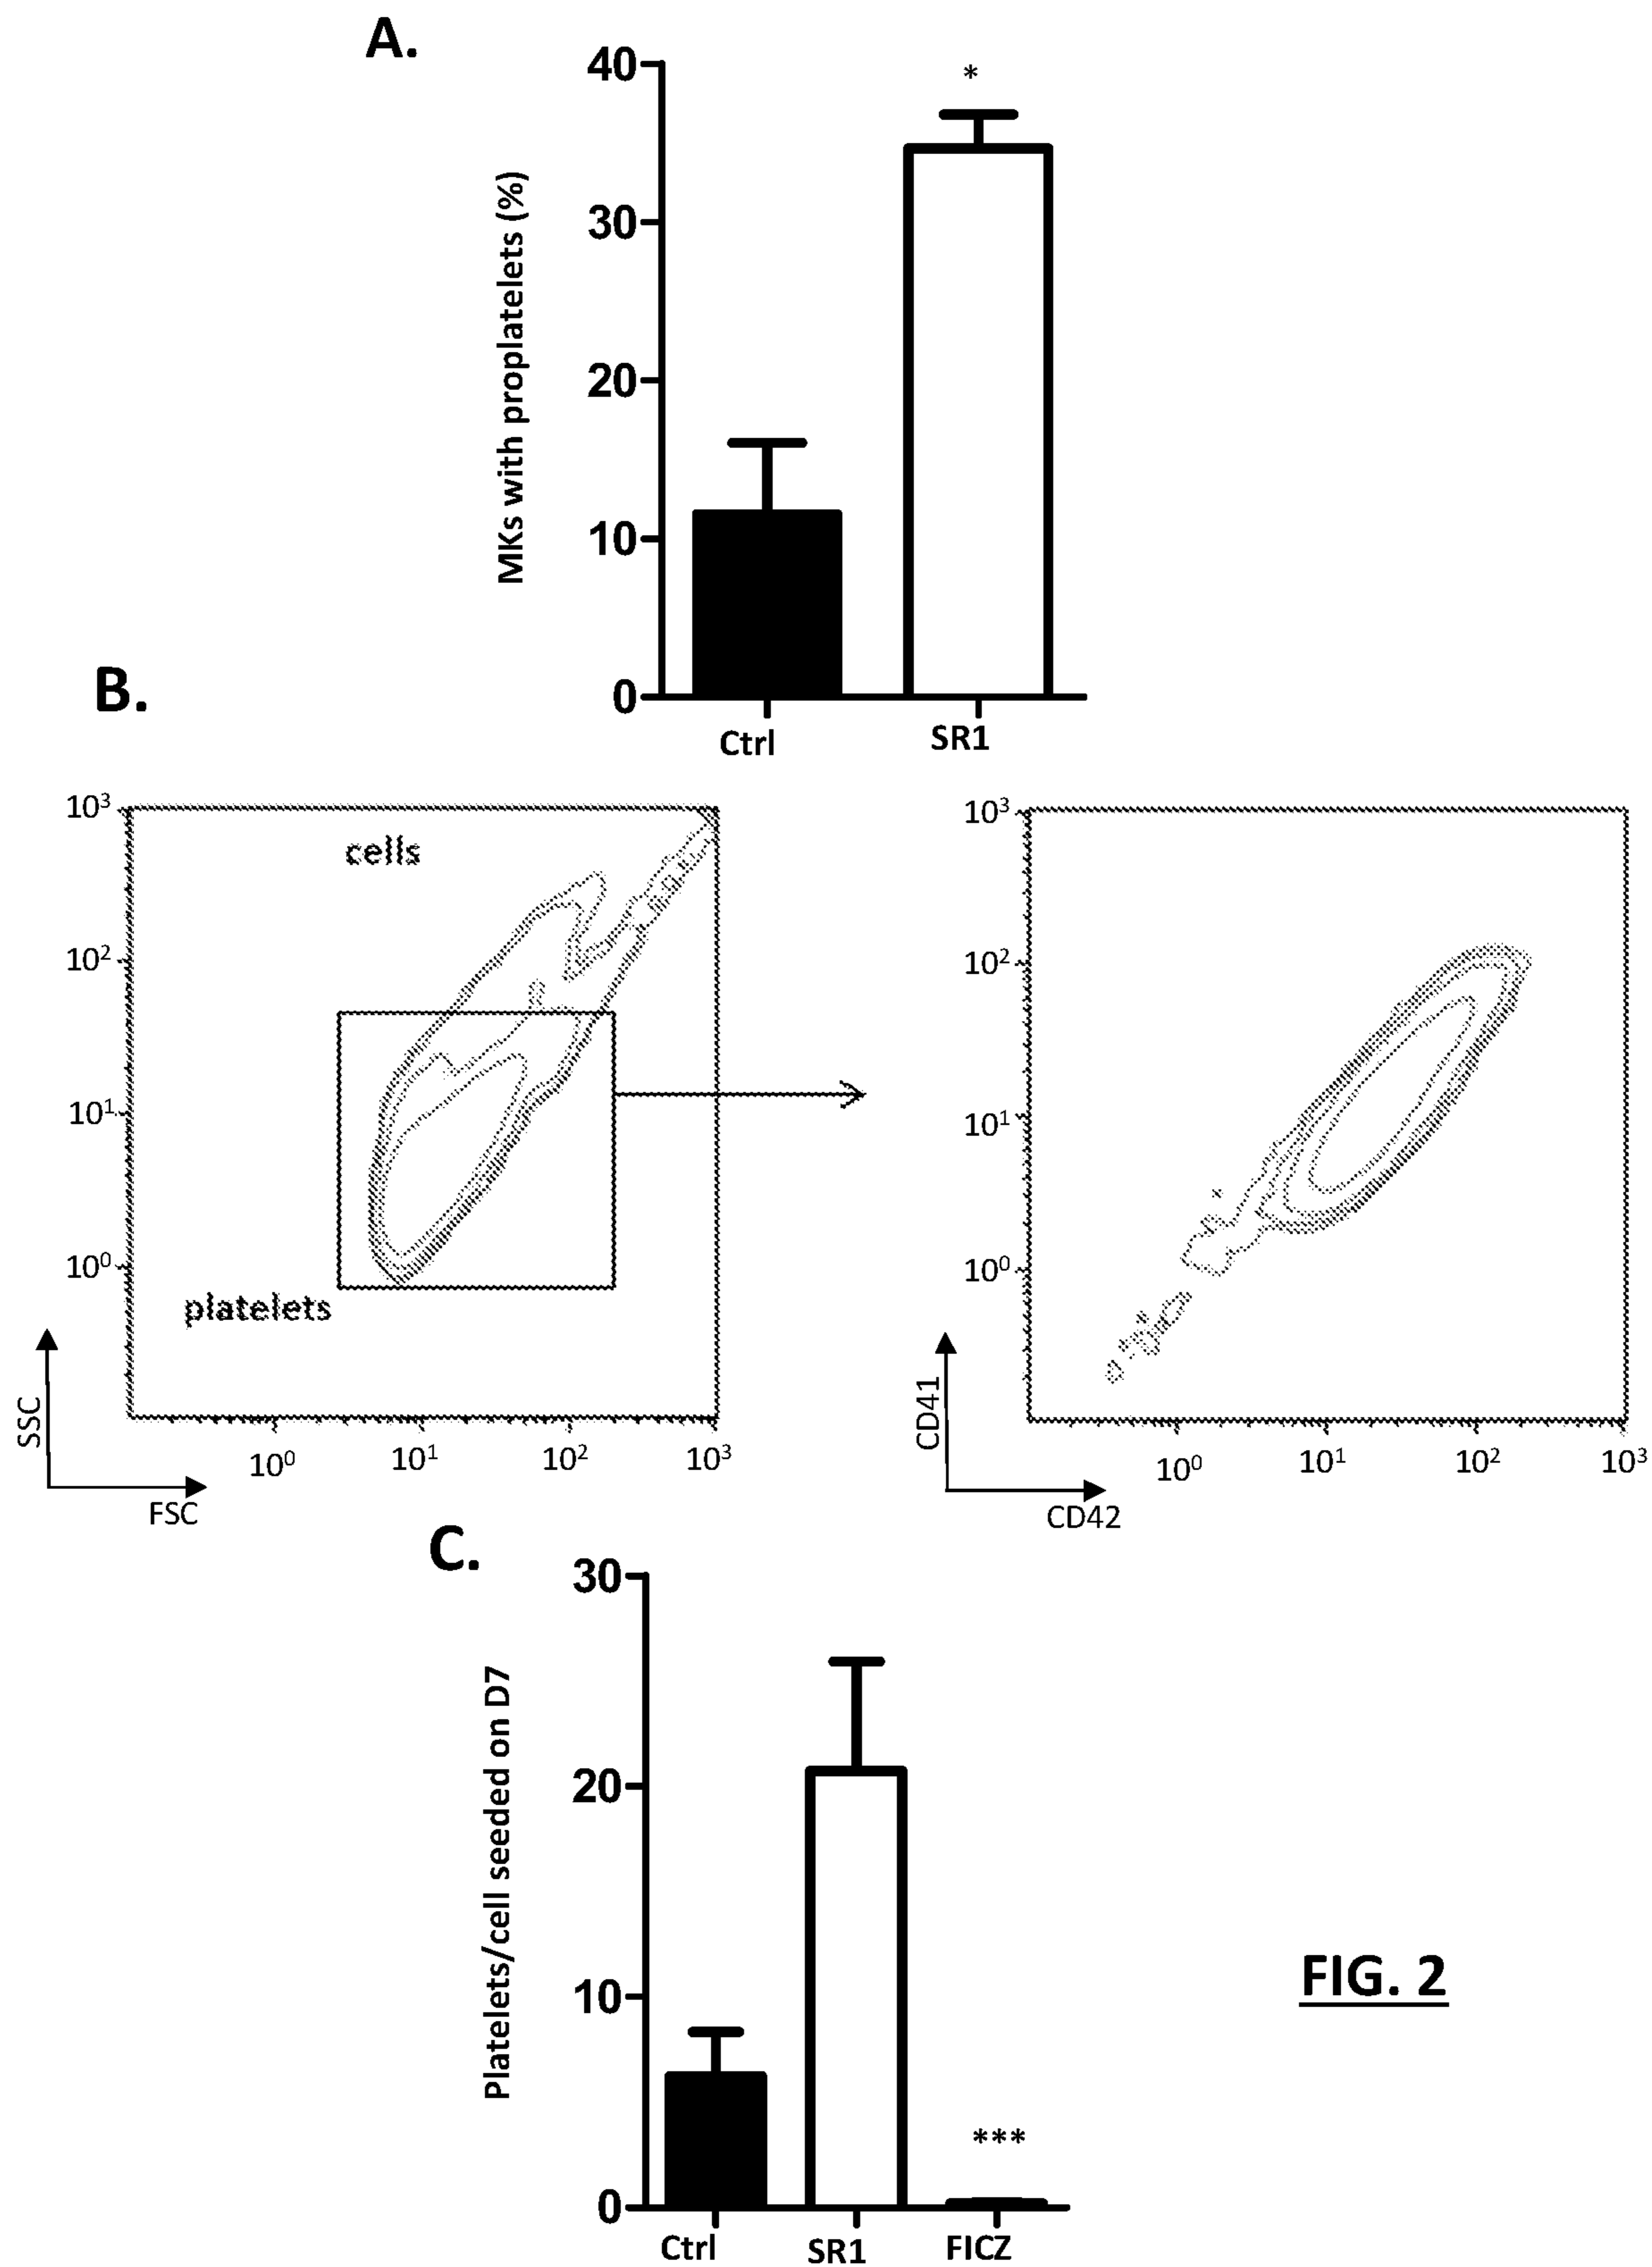 A.
40
*
30
20
10
0
MKs with proplatelets (%)
Ctrl
SR1
B.
10³
cells
10²
10¹
10⁰
platelets
SSC
10⁰
10¹
10²
10³
FSC
10³
10²
10¹
10⁰
CD41
10⁰
10¹
10²
10³
CD42
C.
30
20
10
0
Platelets/cell seeded on D7
***
Ctrl
SR1
FICZ
FIG. 2